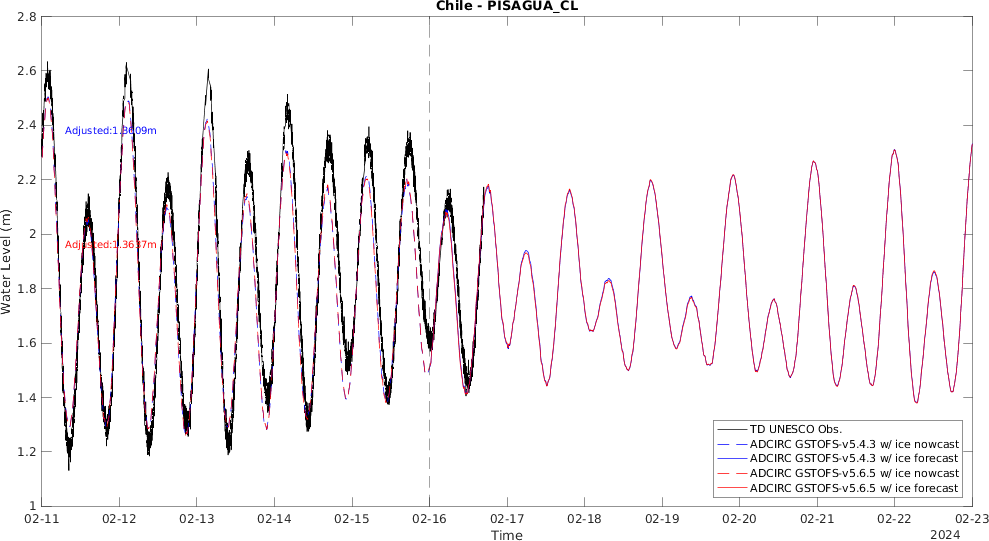 Chile - PISAGUA_CL
Water Level (m)
2.8
2.6
2.4
2.2
2
1.8
1.6
1.4
1.2
1
Adjusted:1.3609m
Adjusted:1.3637m
TD UNESCO Obs.
ADCIRC GSTOFS-v5.4.3 w/ ice nowcast
ADCIRC GSTOFS-v5.4.3 w/ ice forecast
ADCIRC GSTOFS-v5.6.5 w/ ice nowcast
ADCIRC GSTOFS-v5.6.5 w/ ice forecast
02-11 02-12 02-13 02-14 02-15 02-16 02-17 02-18 02-19 02-20 02-21 02-22 02-23
Time
2024